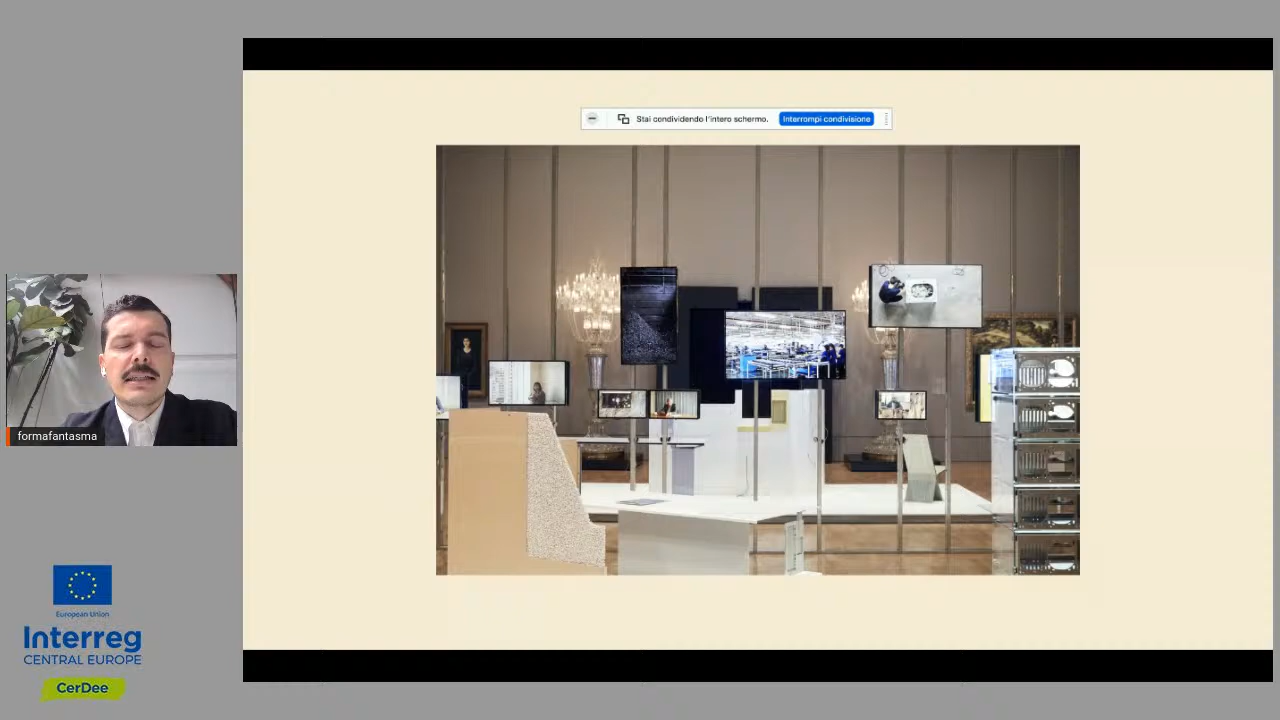 Stai condividendo l'intero schermo.
Interrompi condivisione
formafantasma
European Union
Interreg
CENTRAL EUROPE
CerDee